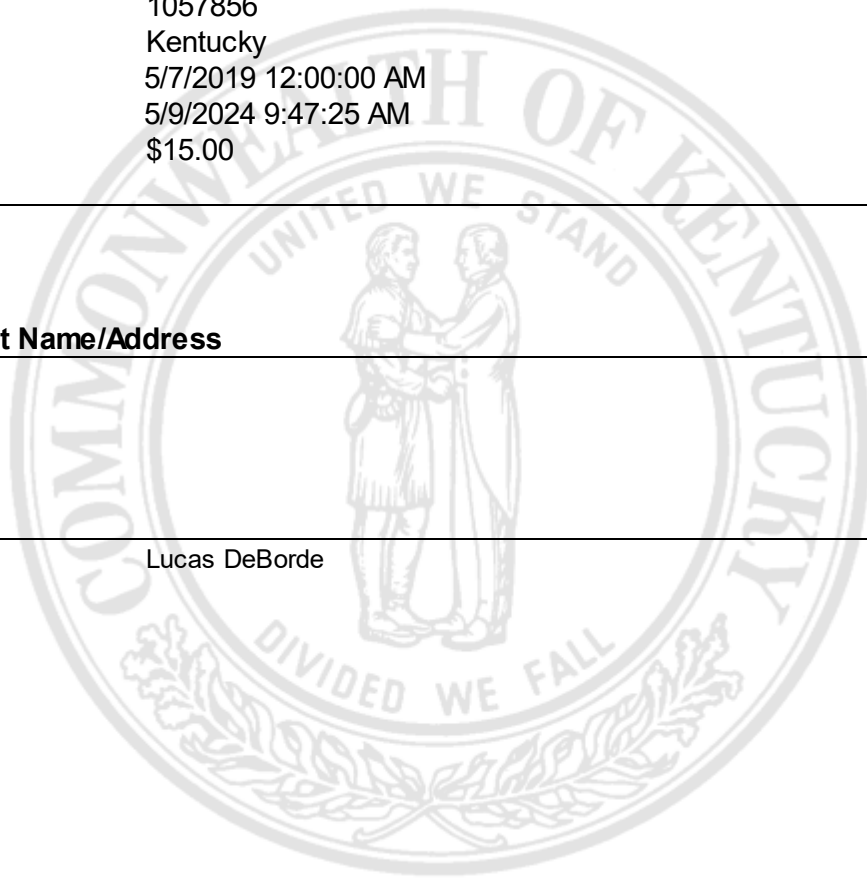 1057856
Kentucky
5/7/2019 12:00:00 AM
5/9/2024 9:47:25 AM
$15.00
COMMONWEALTH OF KENTUCKY
UNITED WE STAND
t Name/Address
Lucas DeBorde
DIVIDED WE FALL